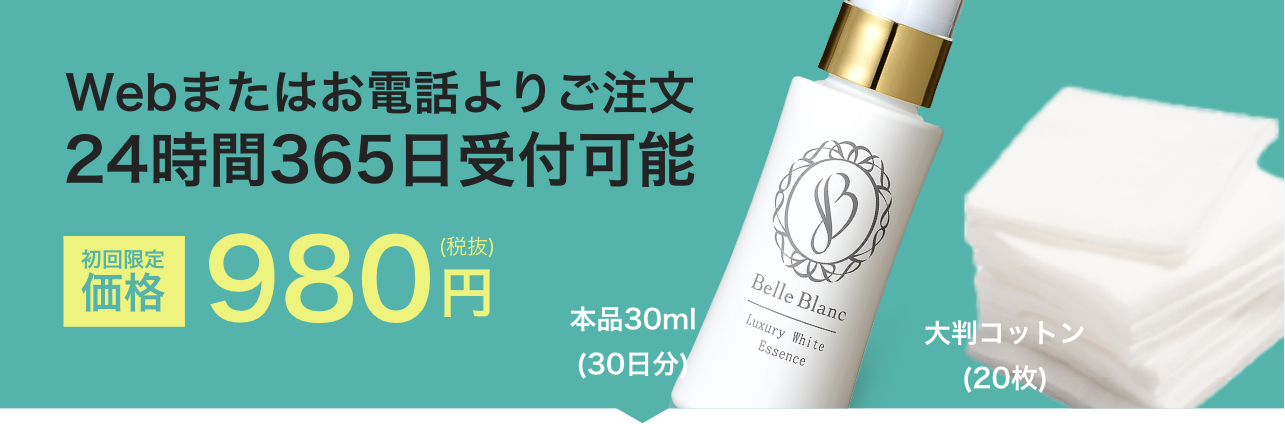 Webまたはお電話よりご注文
24時間365日受付可能
初回限定
価格
980円
(税抜)
本品30ml
(30日分)
B
Belle Blanc
Luxury White
Essence
大判コットン
(20枚)